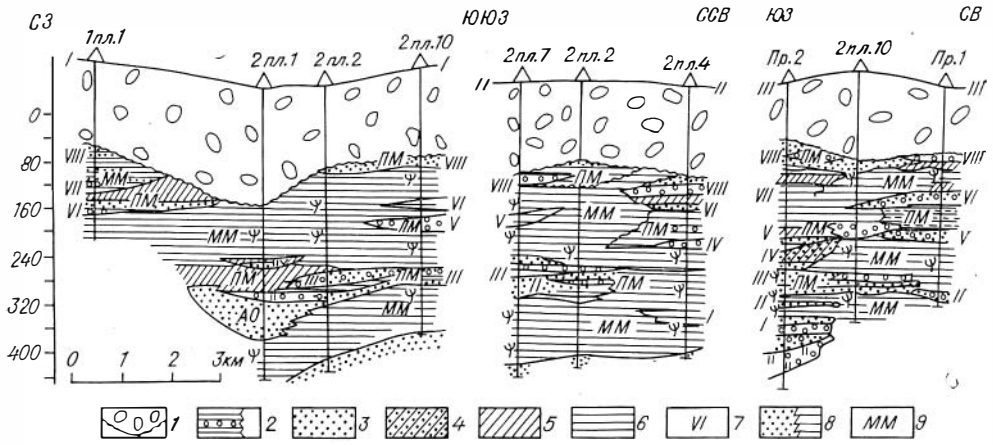 СЗ ЮЮЗ ССВ ЮЗ СВ
1пл.1 2пл.1 2пл.2 2пл.10 2пл.7 2пл.2 2пл.4 Пр.2 2пл.10 Пр.1
I I II II III III
0
80
160
240
320
400
VIII ММ VII ПМ VI
ПМ VIII VI ПМ V
ММ
ПМ III ПМ III II
АО ММ
VIII ПМ VIII
ММ VI
V ПМ IV
III ПМ
II
ММ I
VIII ПМ VIII
VII ММ VI
ПМ
V V
IV
III
ПМ II
II ММ
I
II
0 1 2 3км
1 2 3 4 5 6 VI 7 8 ММ 9